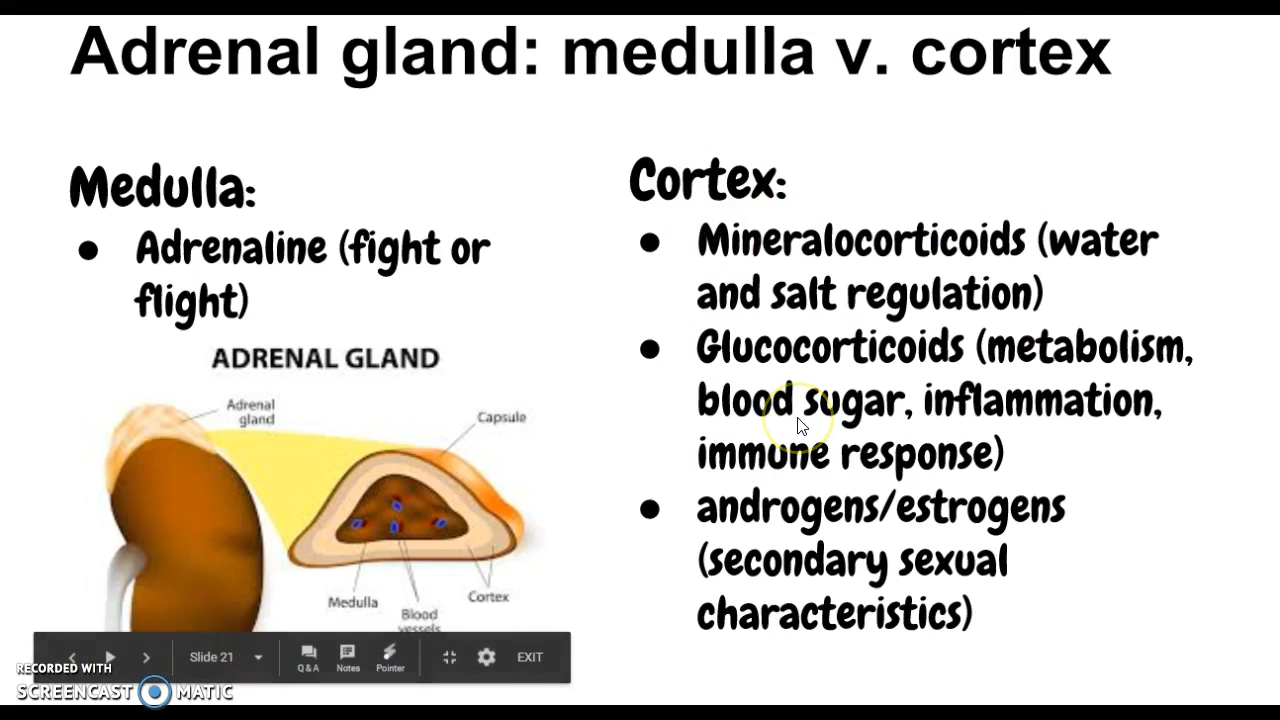 Adrenal gland: medulla v. cortex
Medulla:
● Adrenaline (fight or
flight)
ADRENAL GLAND
Adrenal
gland
Capsule
Medulla
Blood
vessels
Cortex
Cortex:
● Mineralocorticoids (water
and salt regulation)
● Glucocorticoids (metabolism,
blood sugar, inflammation,
immune response)
● androgens/estrogens
(secondary sexual
characteristics)
Slide 21
Q & A
Notes
Pointer
EXIT
RECORDED WITH
SCREENCAST MATIC